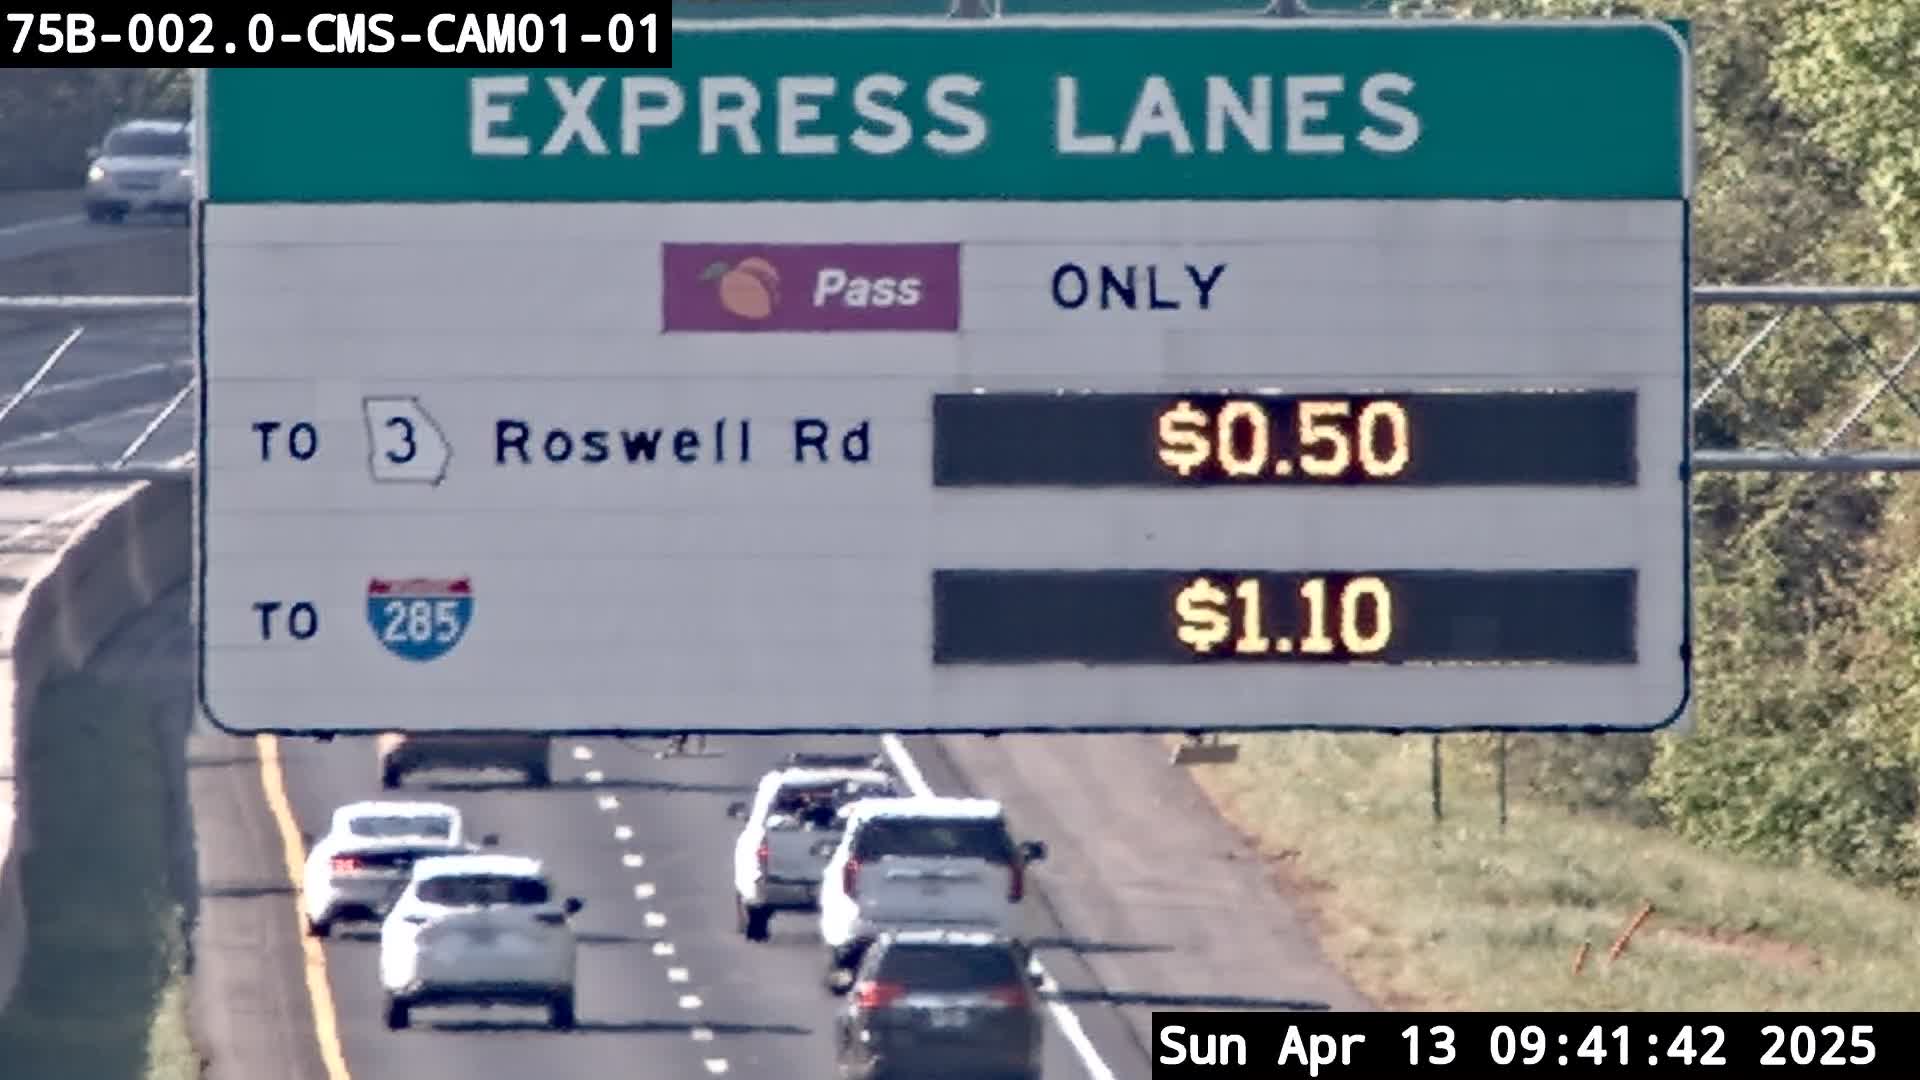 75B-002.0-CMS-CAM01-01
EXPRESS LANES
Pass ONLY
TO 3 Roswell Rd $0.50
TO 285 $1.10
Sun Apr 13 09:41:42 2025